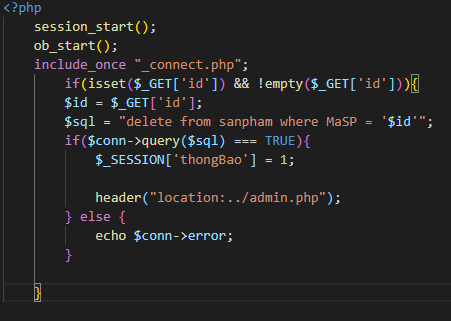 <?php
session_start();
ob_start();
include_once "_connect.php";
if(isset($_GET['id']) && !empty($_GET['id'])){
$id = $_GET['id'];
$sql = "delete from sanpham where MaSP = '$id'";
if($conn->query($sql) === TRUE){
$_SESSION['thongBao'] = 1;
header("location:../admin.php");
} else {
echo $conn->error;
}
}